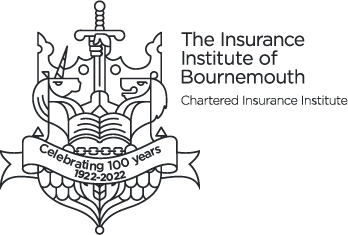 The Insurance
Institute of
Bournemouth
Chartered Insurance Institute
Celebrating 100 years
1922-2022